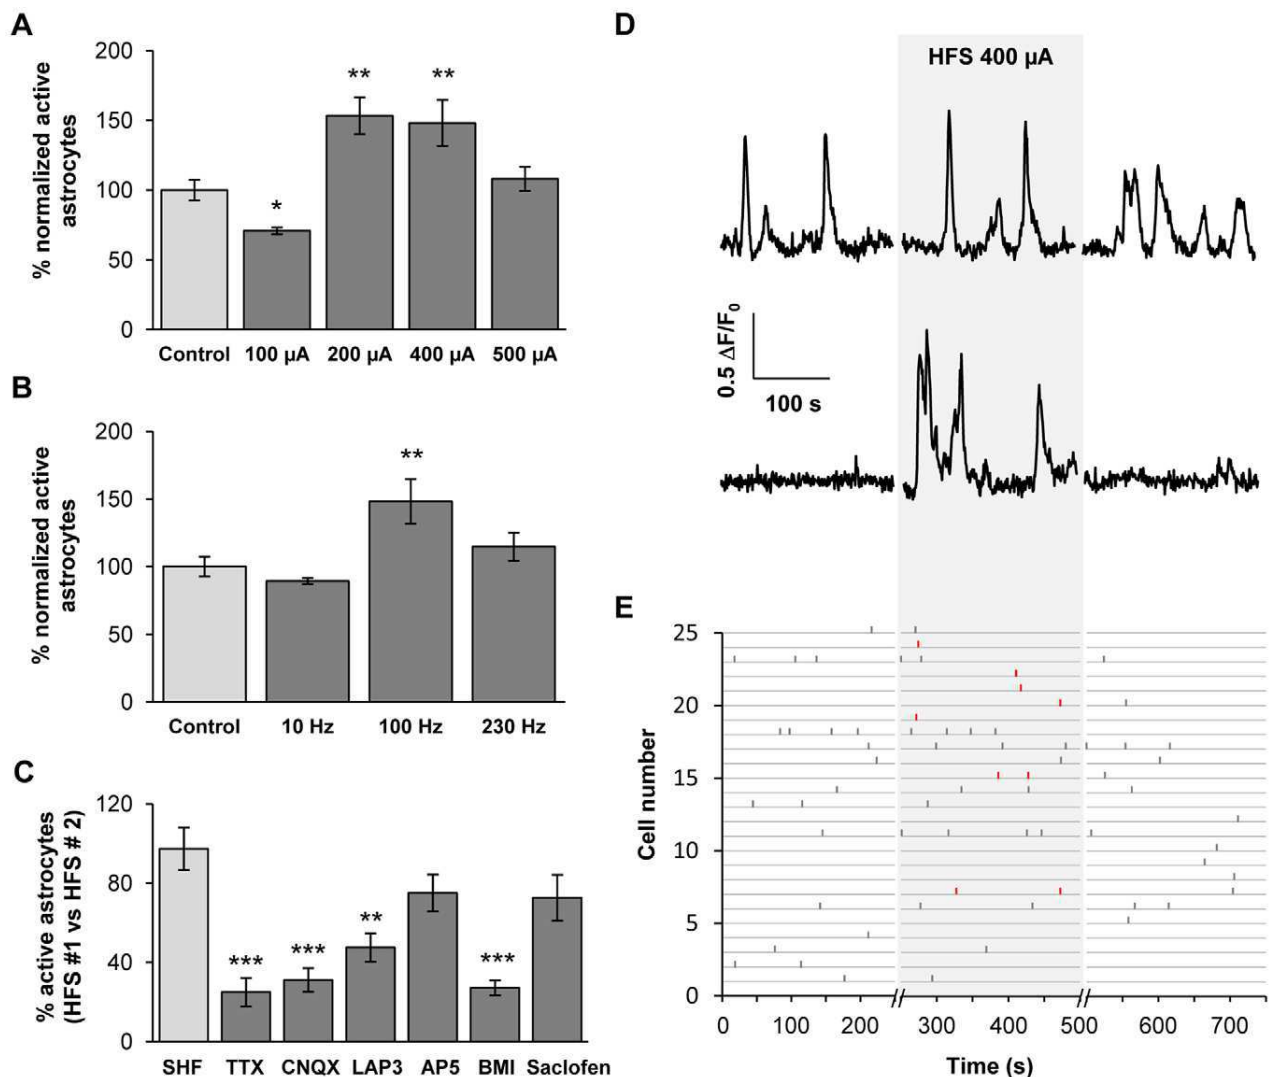 A
% normalized active
astrocytes
200
150
100
50
0
*
**
**
Control 100 µA 200 µA 400 µA 500 µA
B
% normalized active
astrocytes
200
150
100
50
0
**
Control 10 Hz 100 Hz 230 Hz
C
% active astrocytes
(HFS #1 vs HFS # 2)
120
80
40
0
***
***
**
***
SHF TTX CNQX LAP3 AP5 BMI Saclofen
D
HFS 400 µA
0.5 ΔF/F0
100 s
E
Cell number
25
20
15
10
5
0
0 100 200 300 400 500 600 700
Time (s)